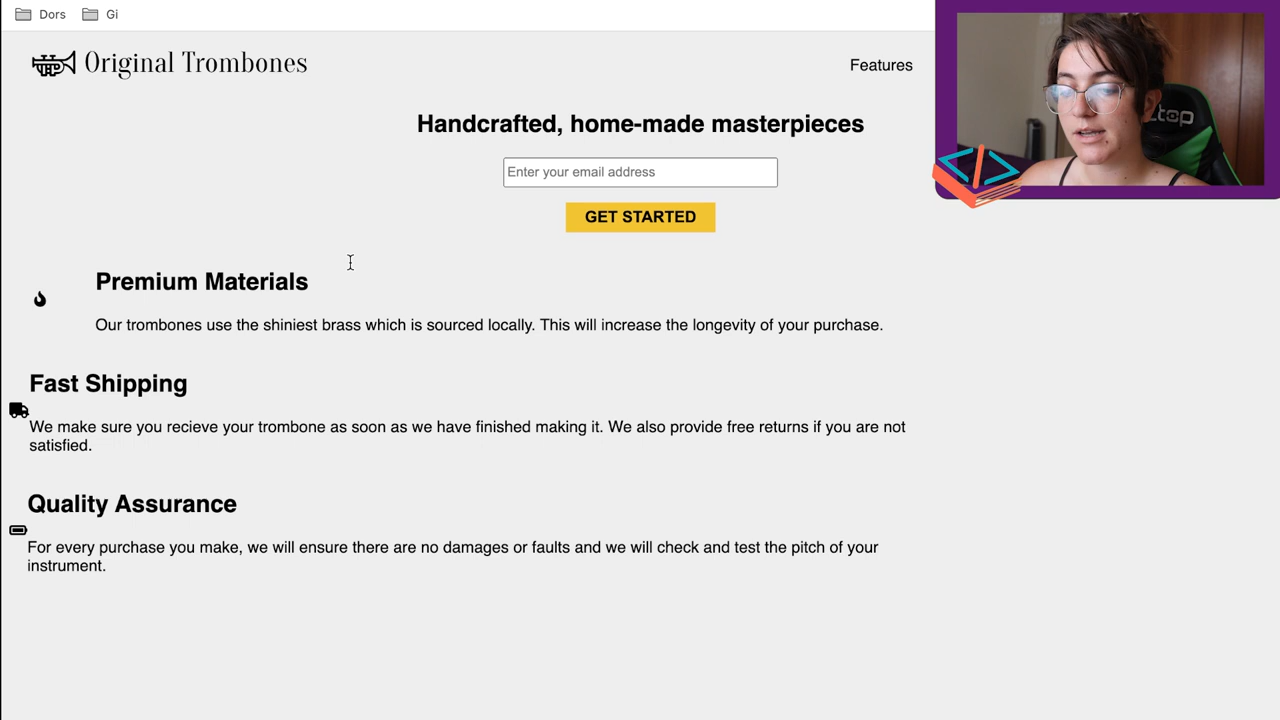 Dors Gi
Original Trombones
Features
Handcrafted, home-made masterpieces
Enter your email address
GET STARTED
Premium Materials
Our trombones use the shiniest brass which is sourced locally. This will increase the longevity of your purchase.
Fast Shipping
We make sure you recieve your trombone as soon as we have finished making it. We also provide free returns if you are not
satisfied.
Quality Assurance
For every purchase you make, we will ensure there are no damages or faults and we will check and test the pitch of your
instrument.